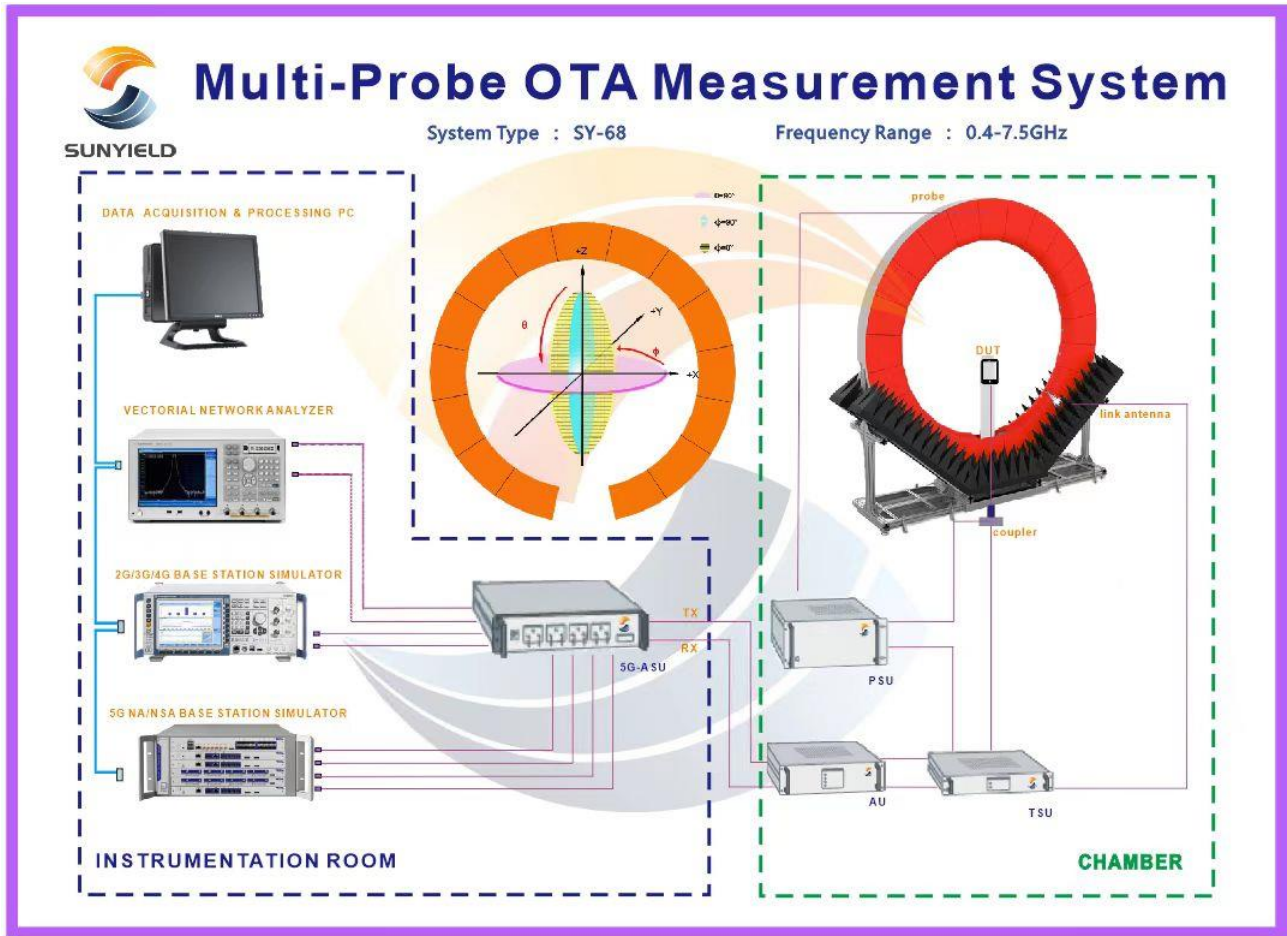 Multi-Probe OTA Measurement System
SUNYIELD
System Type : SY-68
Frequency Range : 0.4-7.5GHz
DATA ACQUISITION & PROCESSING PC
VECTORIAL NETWORK ANALYZER
2G/3G/4G BASE STATION SIMULATOR
5G NA/NSA BASE STATION SIMULATOR
INSTRUMENTATION ROOM
ϕ=90°
ϕ=0°
+Z
+Y
+X
θ
ϕ
5G-ASU
TX
RX
probe
DUT
link antenna
coupler
PSU
AU
TSU
CHAMBER